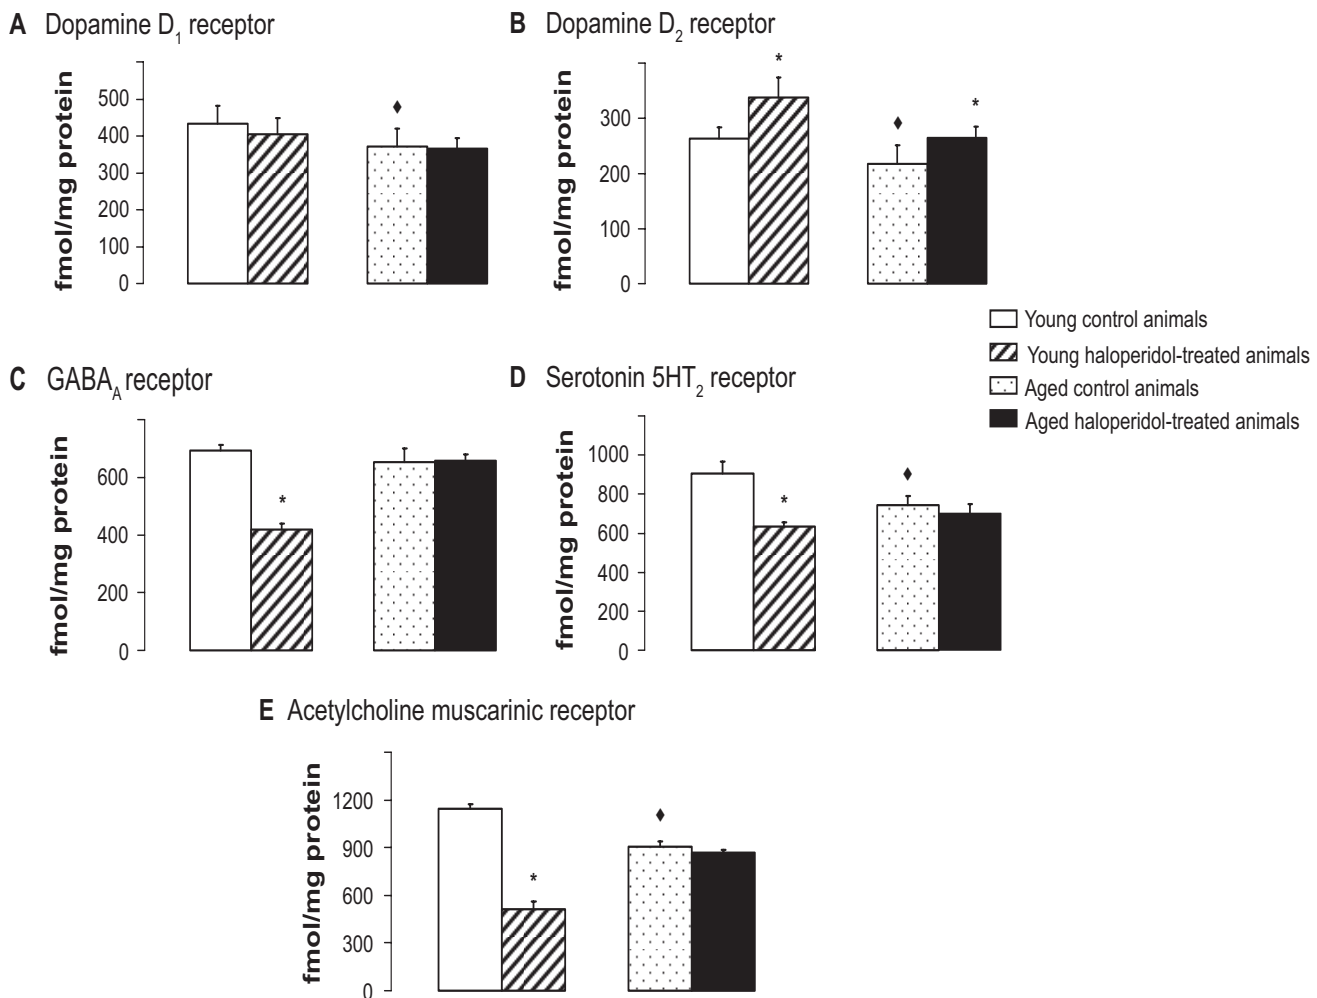 A Dopamine D1 receptor
fmol/mg protein
500
400
300
200
100
0
♦
B Dopamine D2 receptor
fmol/mg protein
300
200
100
0
*
♦
*
Young control animals
Young haloperidol-treated animals
Aged control animals
Aged haloperidol-treated animals
C GABAA receptor
fmol/mg protein
600
400
200
0
*
D Serotonin 5HT2 receptor
fmol/mg protein
1000
800
600
400
200
0
*
♦
E Acetylcholine muscarinic receptor
fmol/mg protein
1200
900
600
300
0
*
♦